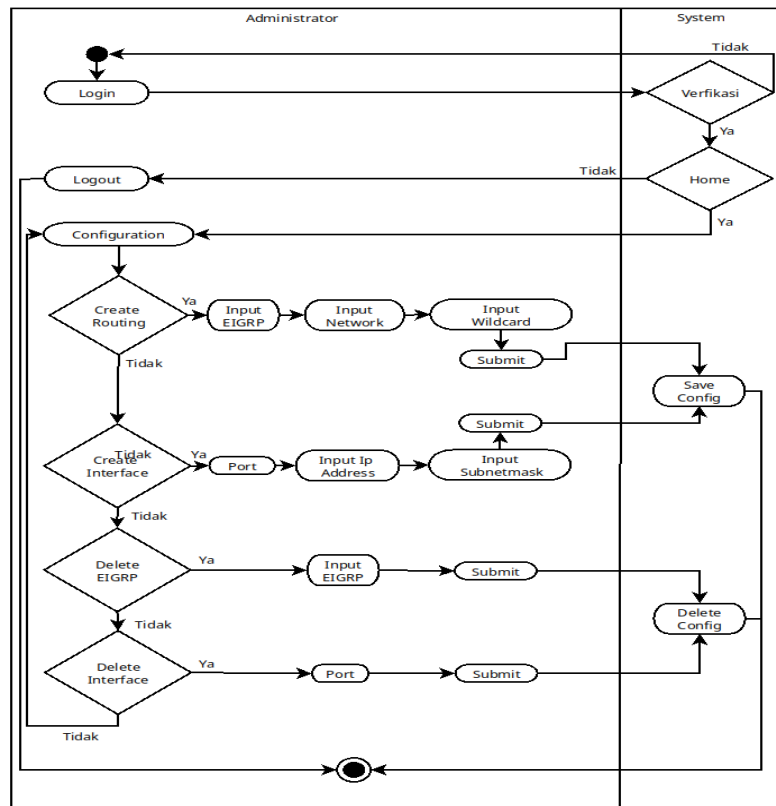 Administrator
System
Tidak
Login
Verfikasi
Ya
Logout
Tidak
Home
Ya
Configuration
Create
Routing
Ya
Input
EIGRP
Input
Network
Input
Wildcard
Submit
Tidak
Save
Config
Submit
Tidak
Create
Interface
Ya
Port
Input Ip
Address
Input
Subnetmask
Tidak
Delete
EIGRP
Ya
Input
EIGRP
Submit
Delete
Config
Tidak
Delete
Interface
Ya
Port
Submit
Tidak